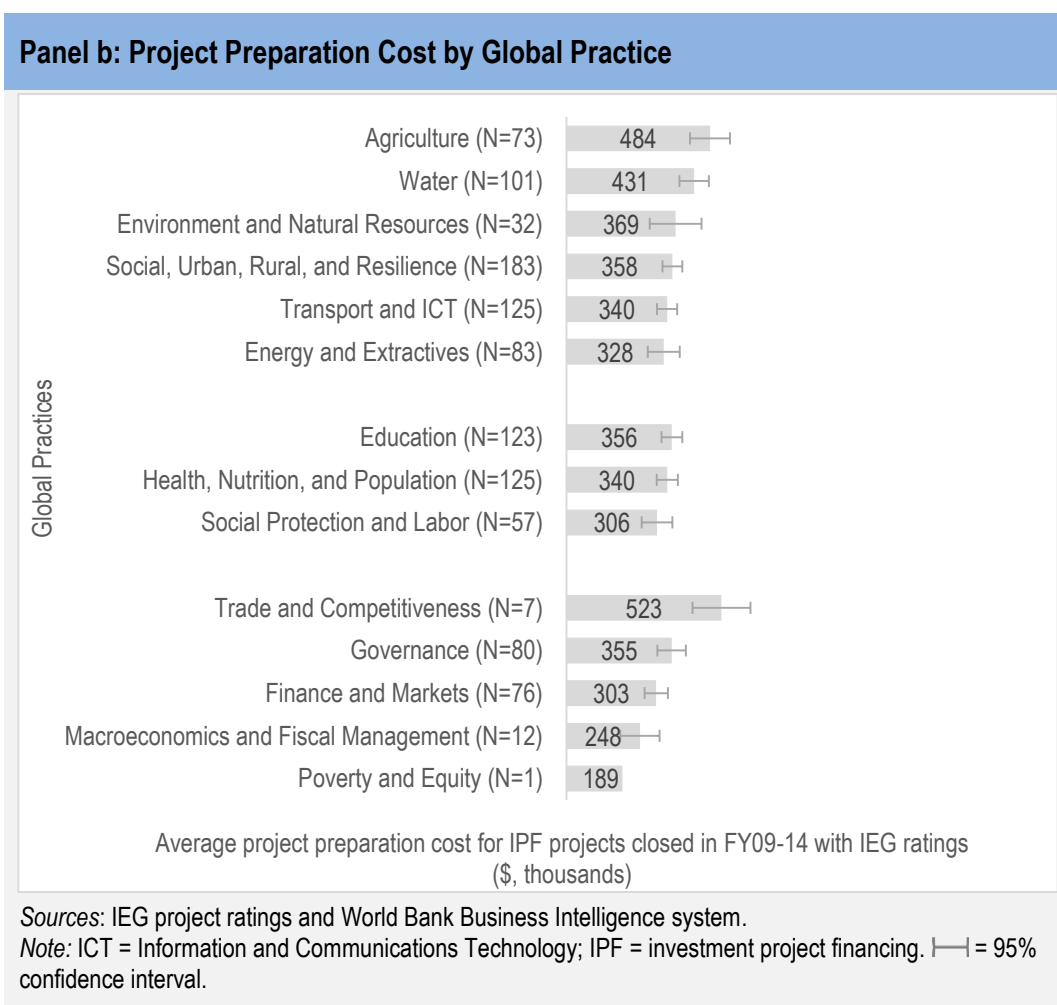 Panel b: Project Preparation Cost by Global Practice
Global Practices
Agriculture (N=73) 484
Water (N=101) 431
Environment and Natural Resources (N=32) 369
Social, Urban, Rural, and Resilience (N=183) 358
Transport and ICT (N=125) 340
Energy and Extractives (N=83) 328
Education (N=123) 356
Health, Nutrition, and Population (N=125) 340
Social Protection and Labor (N=57) 306
Trade and Competitiveness (N=7) 523
Governance (N=80) 355
Finance and Markets (N=76) 303
Macroeconomics and Fiscal Management (N=12) 248
Poverty and Equity (N=1) 189
Average project preparation cost for IPF projects closed in FY09-14 with IEG ratings
($, thousands)
Sources: IEG project ratings and World Bank Business Intelligence system.
Note: ICT = Information and Communications Technology; IPF = investment project financing. = 95%
confidence interval.